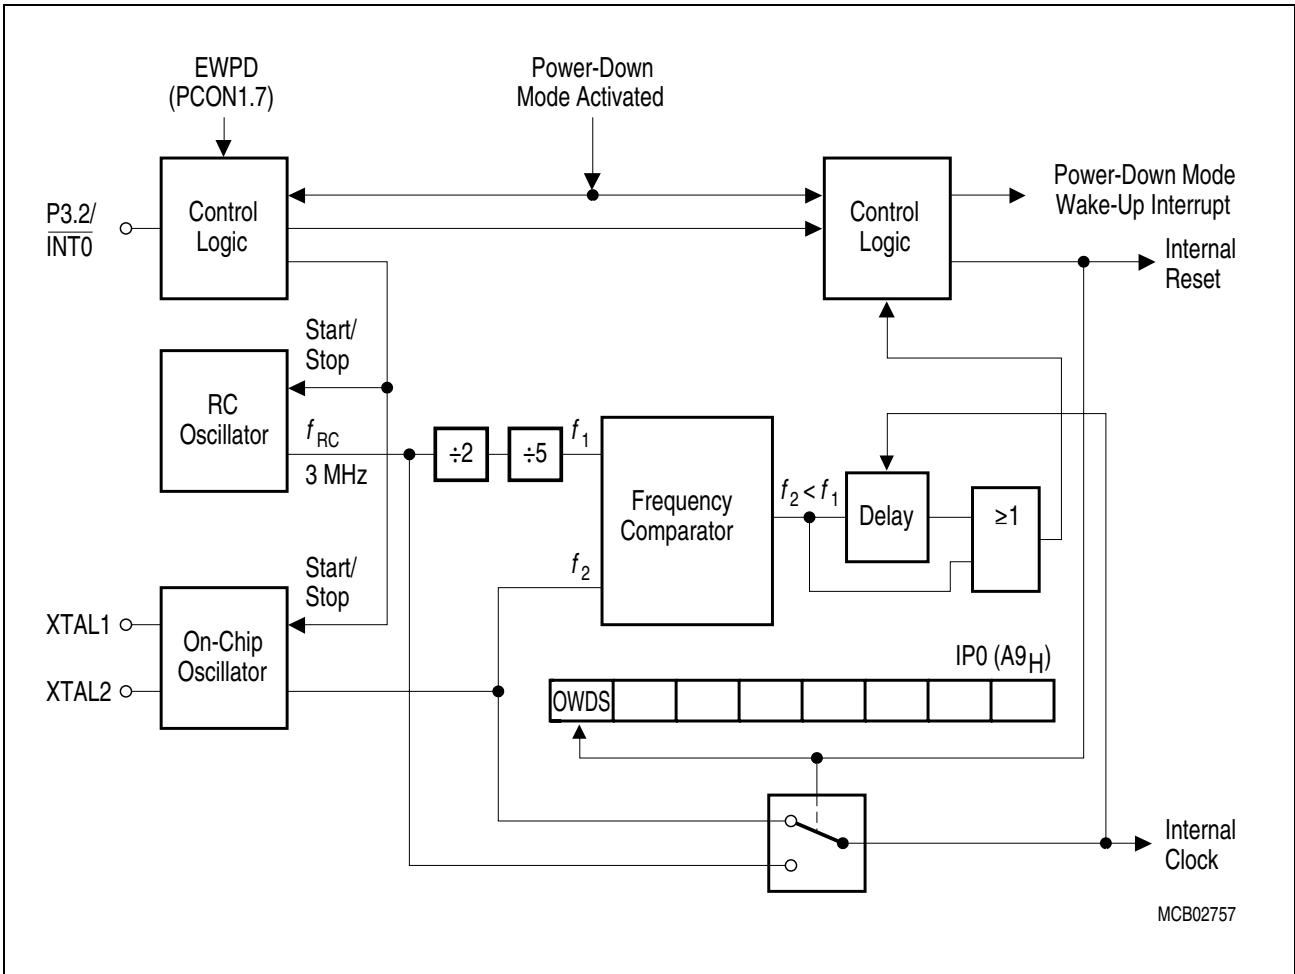 EWPD
(PCON1.7)
Power-Down
Mode Activated
P3.2/
INT0
Control
Logic
Control
Logic
Power-Down Mode
Wake-Up Interrupt
Internal
Reset
Start/
Stop
RC
Oscillator
f RC
3 MHz
÷2
÷5
f 1
Frequency
Comparator
f 2 < f 1
Delay
≥1
f 2
Start/
Stop
XTAL1
XTAL2
On-Chip
Oscillator
IP0 (A9H)
OWDS
Internal
Clock
MCB02757